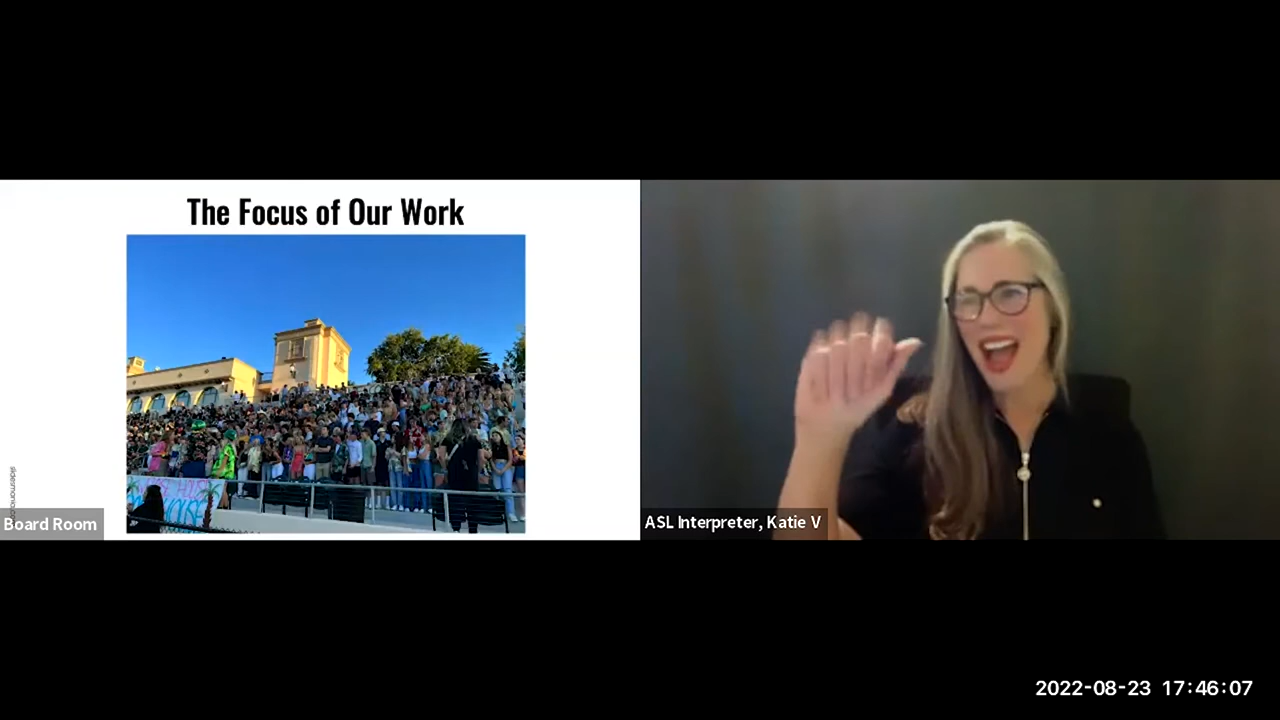 The Focus of Our Work
Board Room
ASL Interpreter, Katie V
2022-08-23 17:46:07